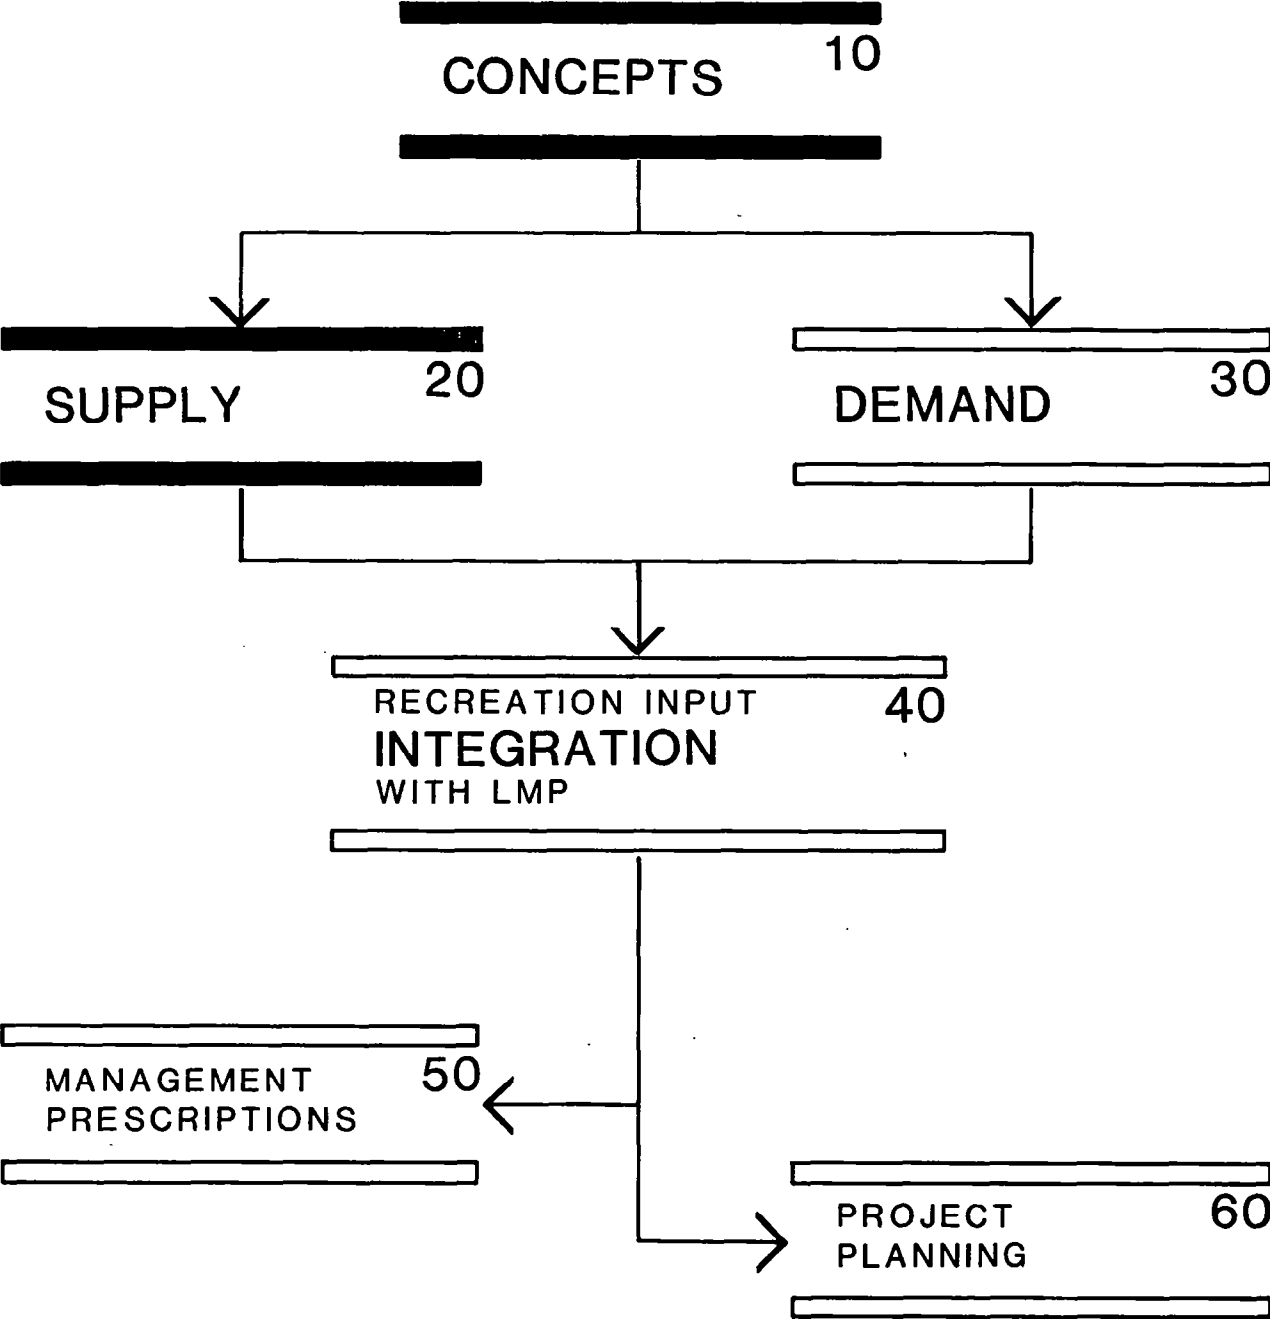 10
CONCEPTS
20
SUPPLY
30
DEMAND
RECREATION INPUT 40
INTEGRATION
WITH LMP
50
MANAGEMENT
PRESCRIPTIONS
60
PROJECT
PLANNING